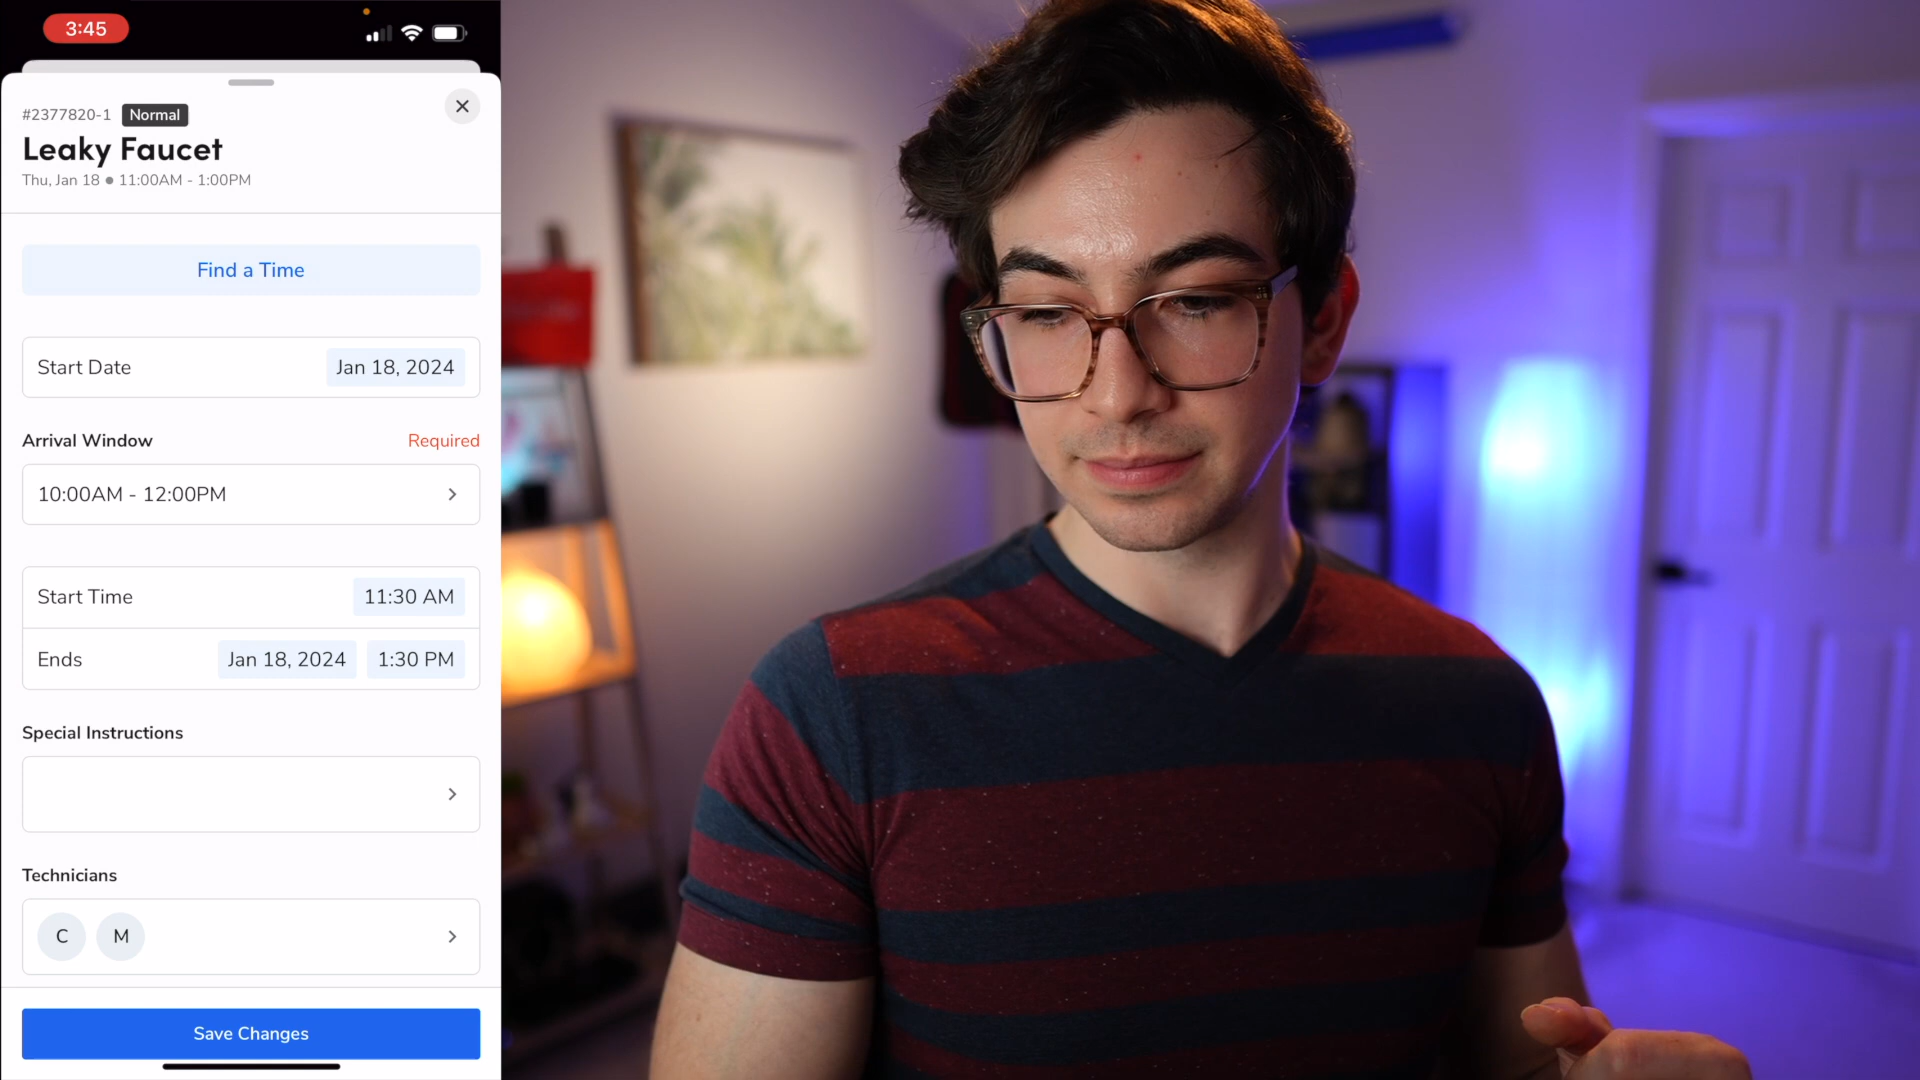 3:45
#2377820-1 Normal
Leaky Faucet
Thu, Jan 18 ● 11:00AM - 1:00PM
Find a Time
Start Date Jan 18, 2024
Arrival Window Required
10:00AM - 12:00PM
Start Time 11:30 AM
Ends Jan 18, 2024 1:30 PM
Special Instructions
Technicians
C M
Save Changes